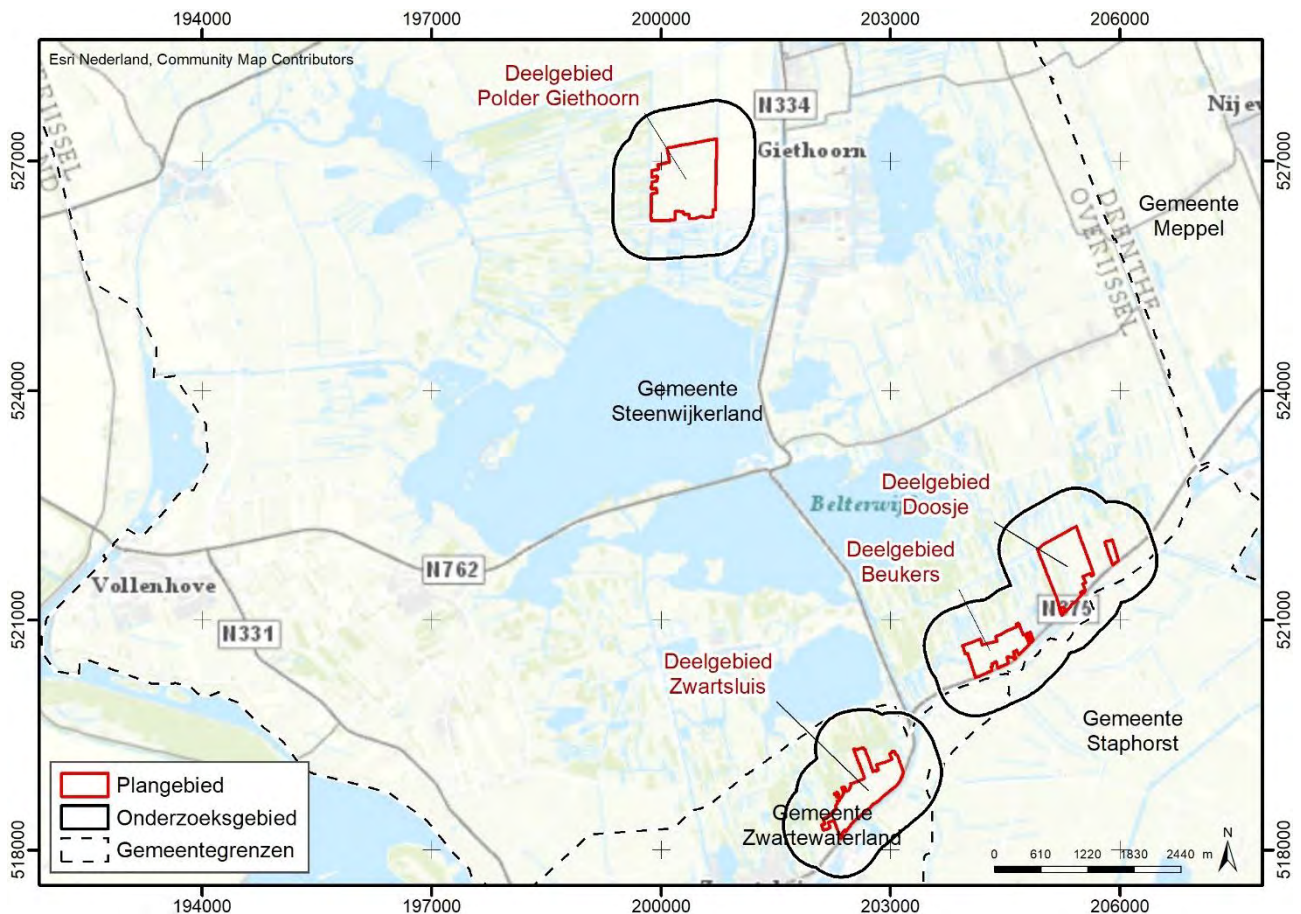 194000
197000
200000
203000
206000
Esri Nederland, Community Map Contributors
Deelgebied
Polder Giethoorn
N334
Giethoorn
527000
527000
DRENTHE
OVERIJSSEL
Gemeente
Meppel
524000
524000
Gemeente
Steenwijkerland
Deelgebied
Doosje
Deelgebied
Beukers
N762
Vollenhove
N331
N375
521000
521000
Deelgebied
Zwartsluis
Gemeente
Staphorst
Gemeente
Zwartewaterland
Plangebied
Onderzoeksgebied
Gemeentegrenzen
N
0 610 1220 1830 2440 m
518000
518000
194000
197000
200000
203000
206000